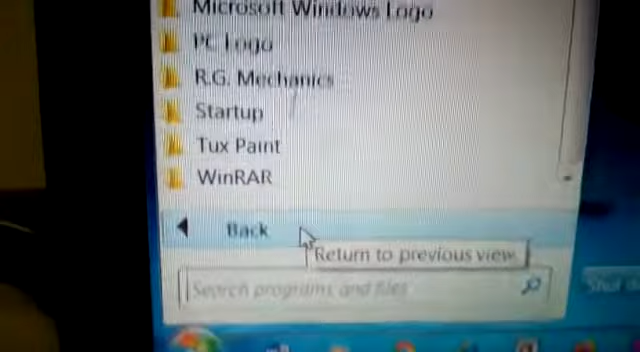 Microsoft Windows Logo
PC Logo
R.G. Mechanics
Startup
Tux Paint
WinRAR
Back
Return to previous view
Search programs and files
Shut